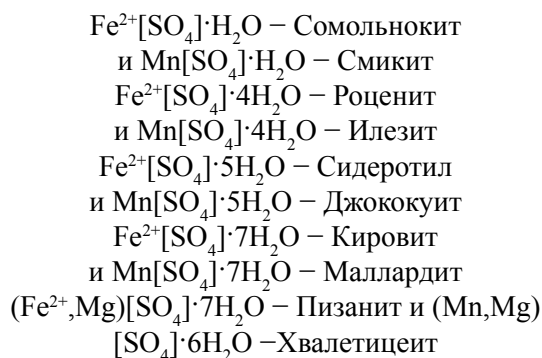 Fe²⁺[SO₄]·H₂O − Сомольнокит
и Mn[SO₄]·H₂O − Смикит
Fe²⁺[SO₄]·4H₂O − Роценит
и Mn[SO₄]·4H₂O − Илезит
Fe²⁺[SO₄]·5H₂O − Сидеротил
и Mn[SO₄]·5H₂O − Джококуит
Fe²⁺[SO₄]·7H₂O − Кировит
и Mn[SO₄]·7H₂O − Маллардит
(Fe²⁺,Mg)[SO₄]·7H₂O − Пизанит и (Mn,Mg)
[SO₄]·6H₂O −Хвалетицеит